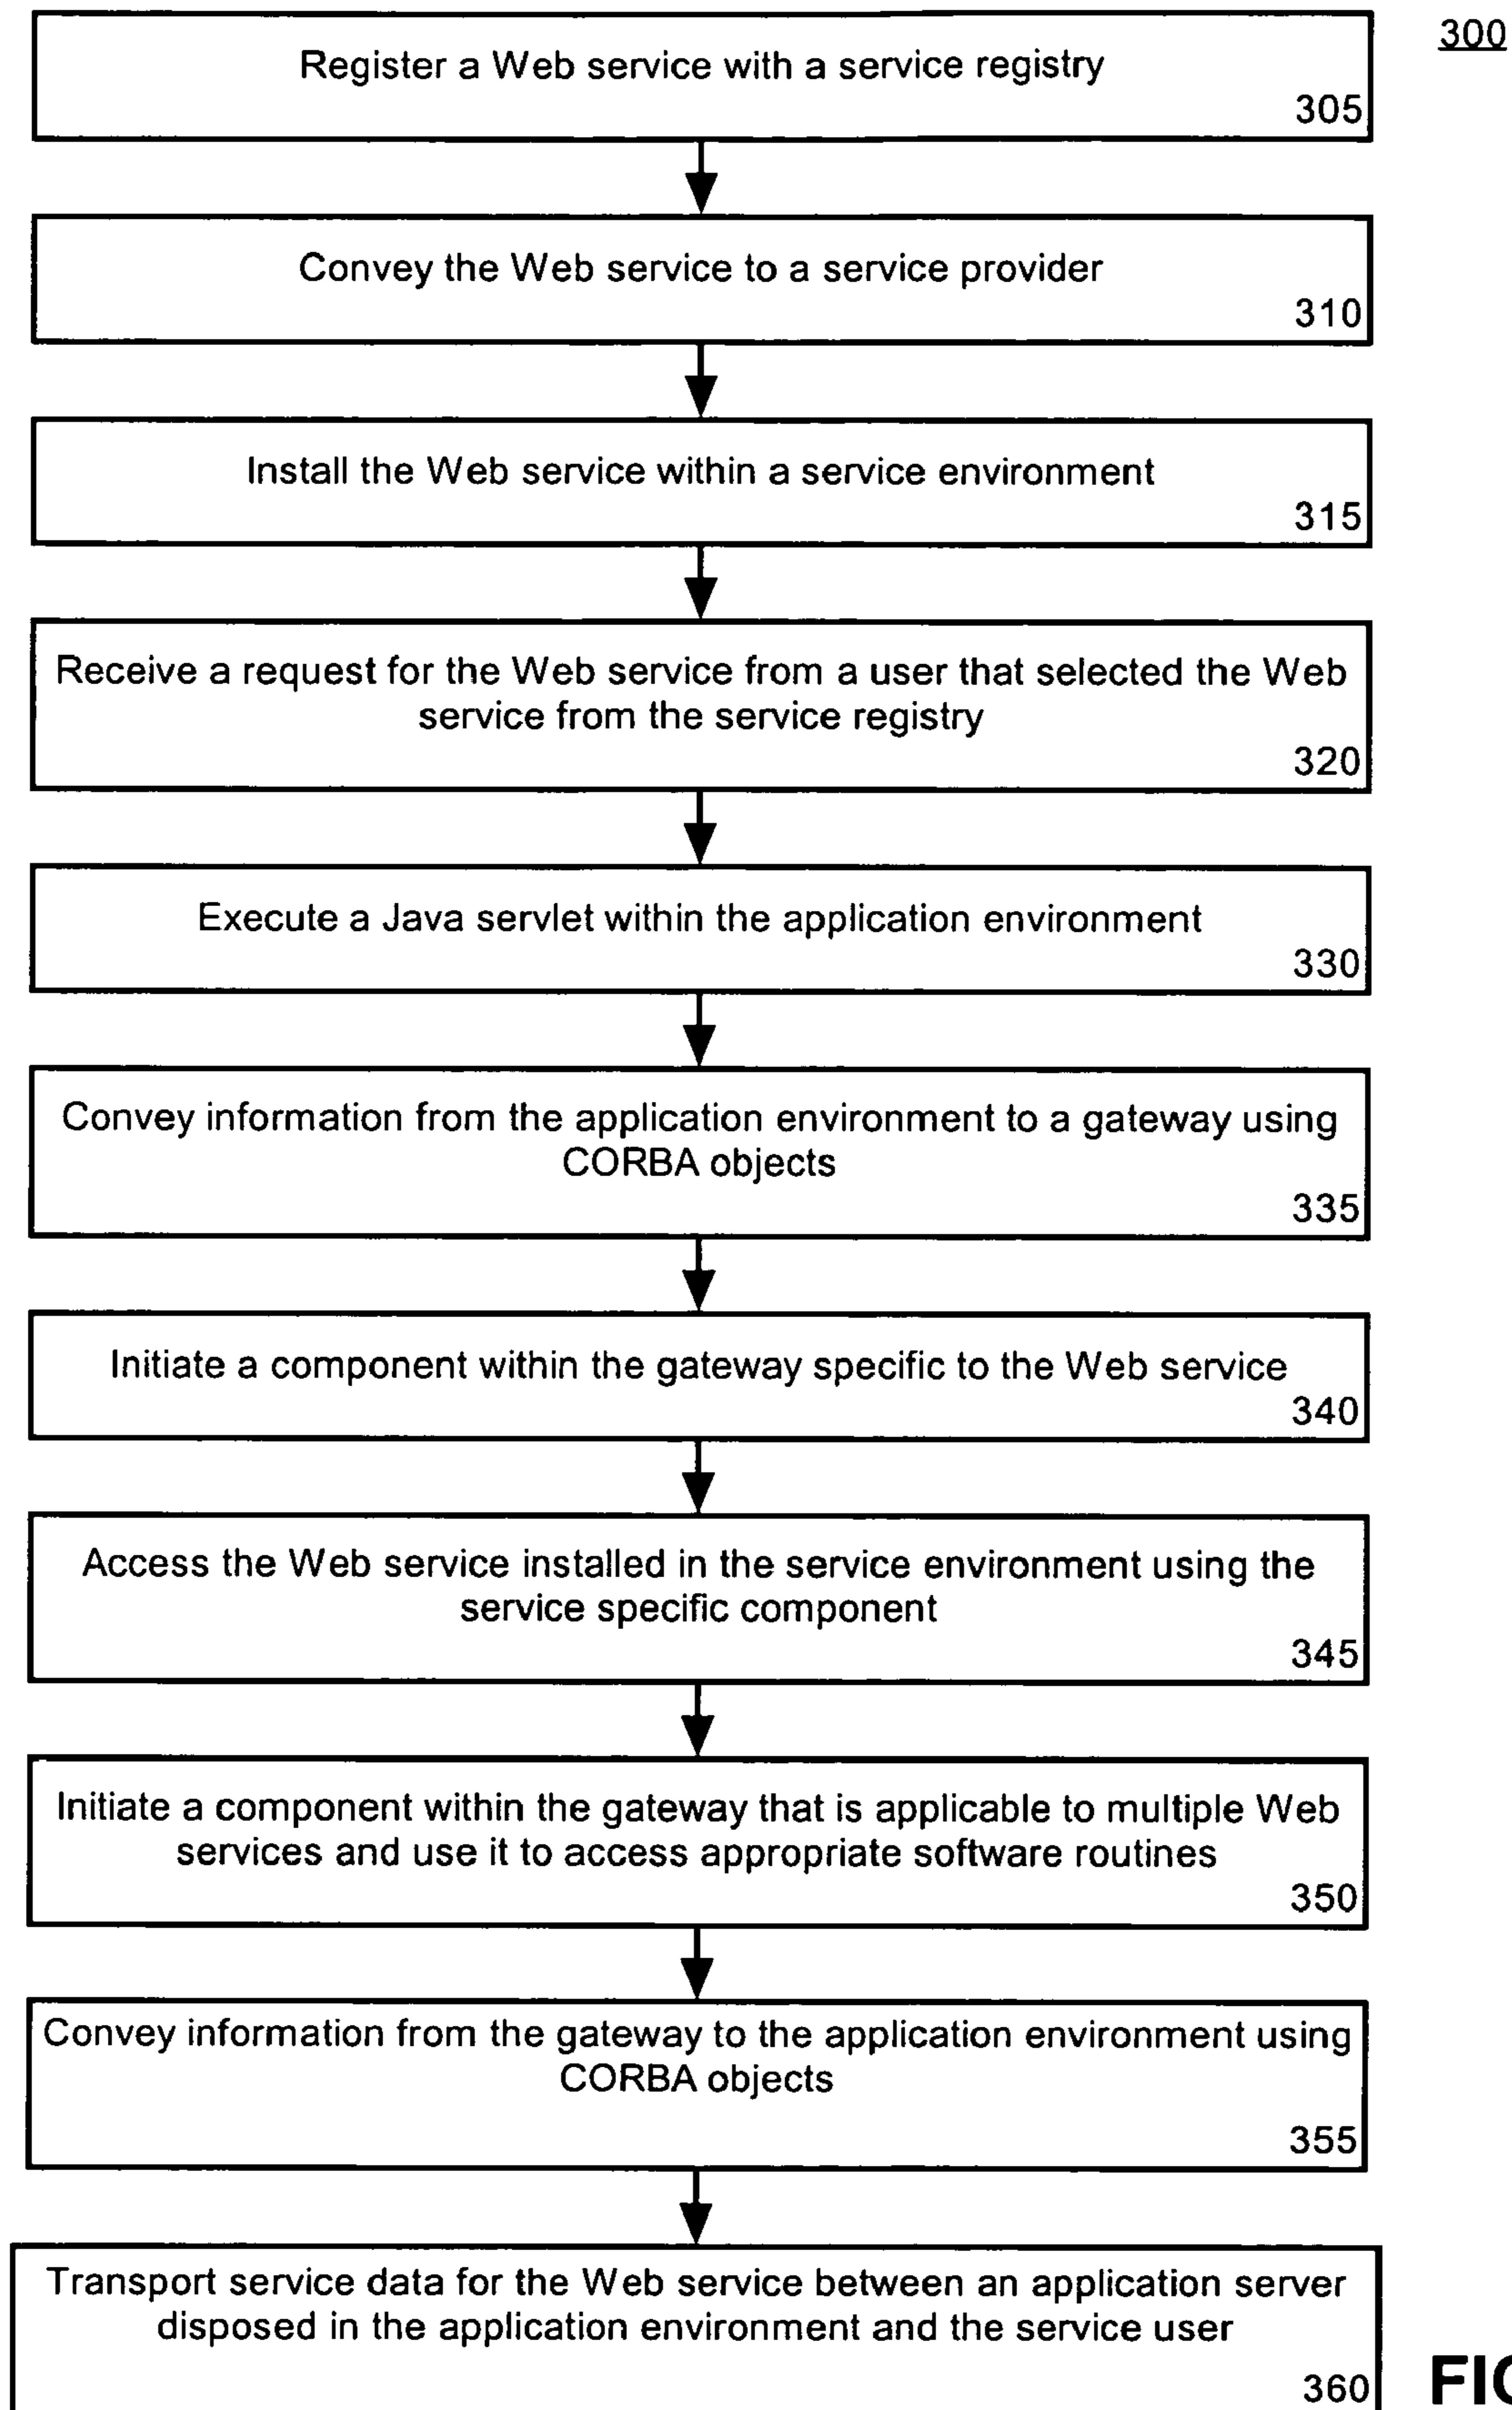 300
Register a Web service with a service registry
305
Convey the Web service to a service provider
310
Install the Web service within a service environment
315
Receive a request for the Web service from a user that selected the Web
service from the service registry
320
Execute a Java servlet within the application environment
330
Convey information from the application environment to a gateway using
CORBA objects
335
Initiate a component within the gateway specific to the Web service
340
Access the Web service installed in the service environment using the
service specific component
345
Initiate a component within the gateway that is applicable to multiple Web
services and use it to access appropriate software routines
350
Convey information from the gateway to the application environment using
CORBA objects
355
Transport service data for the Web service between an application server
disposed in the application environment and the service user
360